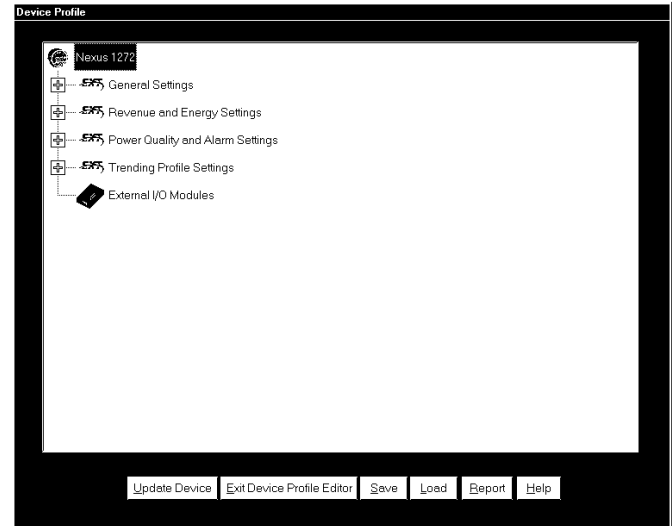 Device Profile
Nexus 1272
General Settings
Revenue and Energy Settings
Power Quality and Alarm Settings
Trending Profile Settings
External I/O Modules
Update Device Exit Device Profile Editor Save Load Report Help